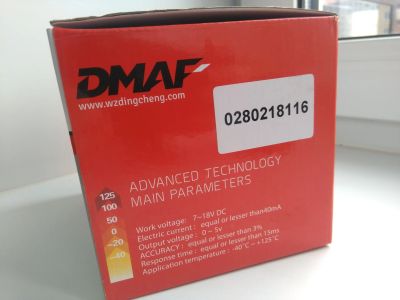 DMAF
www.wzdingcheng.com
0280218116
ADVANCED TECHNOLOGY
MAIN PARAMETERS
125
100
50
0
-20
-40
Work voltage: 7~18V DC
Electric current: equal or lesser than40mA
Output voltage: 0 ~ 5v
ACCURACY: equal or lesser than 3%
Response time: equal or lesser than15ms
Application temperature: -40°C ~ +125°C